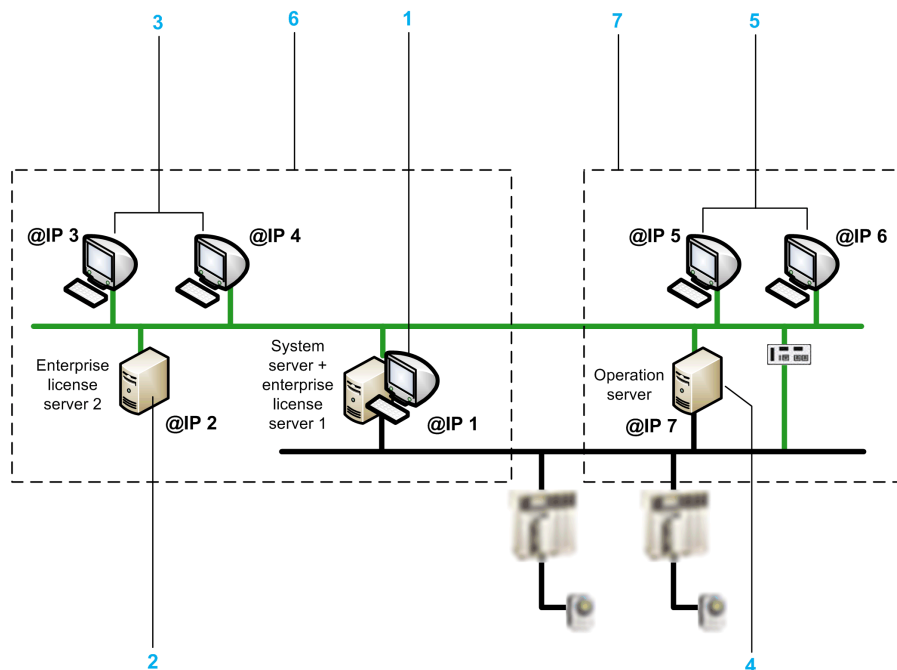 3
6
1
7
5
@IP 3
@IP 4
@IP 5
@IP 6
Enterprise
license
server 2
@IP 2
System
server +
enterprise
license
server 1
@IP 1
Operation
server
@IP 7
2
4